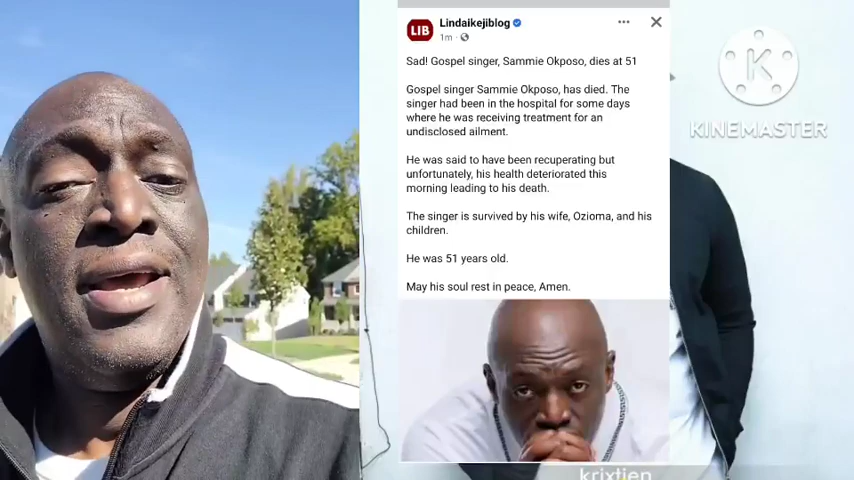 LIB
Lindaikejiblog
1m
Sad! Gospel singer, Sammie Okposo, dies at 51
Gospel singer Sammie Okposo, has died. The
singer had been in the hospital for some days
where he was receiving treatment for an
undisclosed ailment.
He was said to have been recuperating but
unfortunately, his health deteriorated this
morning leading to his death.
The singer is survived by his wife, Ozioma, and his
children.
He was 51 years old.
May his soul rest in peace, Amen.
krixtien
K
KINEMASTER